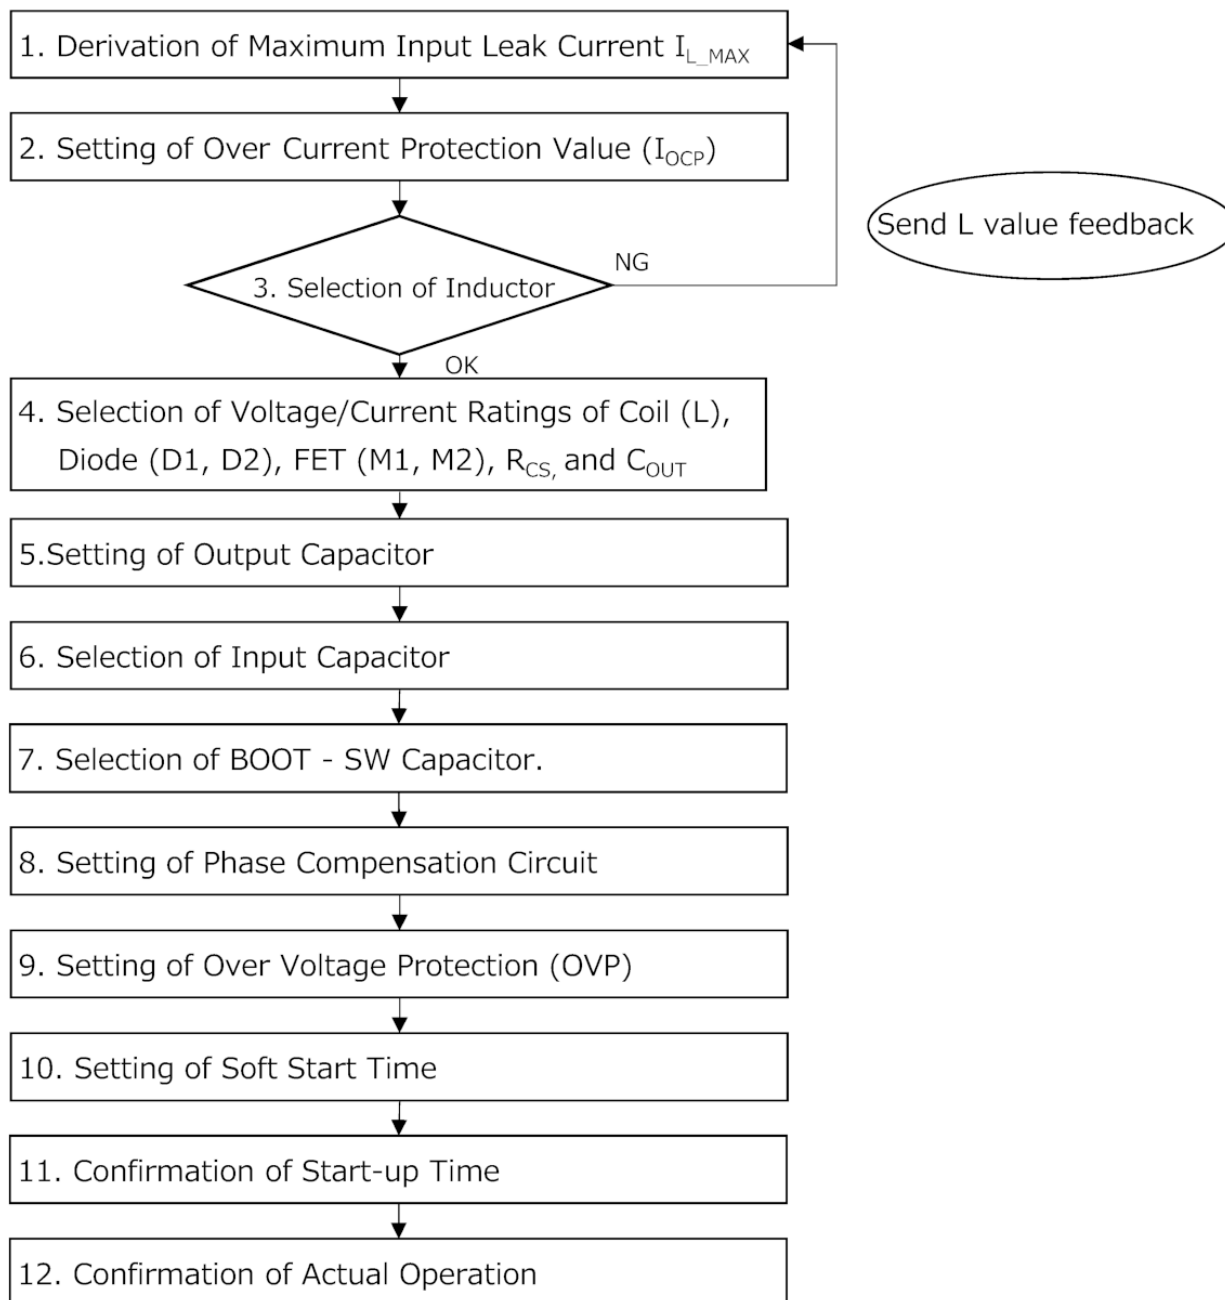 1. Derivation of Maximum Input Leak Current I_L_MAX
2. Setting of Over Current Protection Value (I_OCP)
Send L value feedback
NG
3. Selection of Inductor
OK
4. Selection of Voltage/Current Ratings of Coil (L),
Diode (D1, D2), FET (M1, M2), R_CS, and C_OUT
5.Setting of Output Capacitor
6. Selection of Input Capacitor
7. Selection of BOOT - SW Capacitor.
8. Setting of Phase Compensation Circuit
9. Setting of Over Voltage Protection (OVP)
10. Setting of Soft Start Time
11. Confirmation of Start-up Time
12. Confirmation of Actual Operation